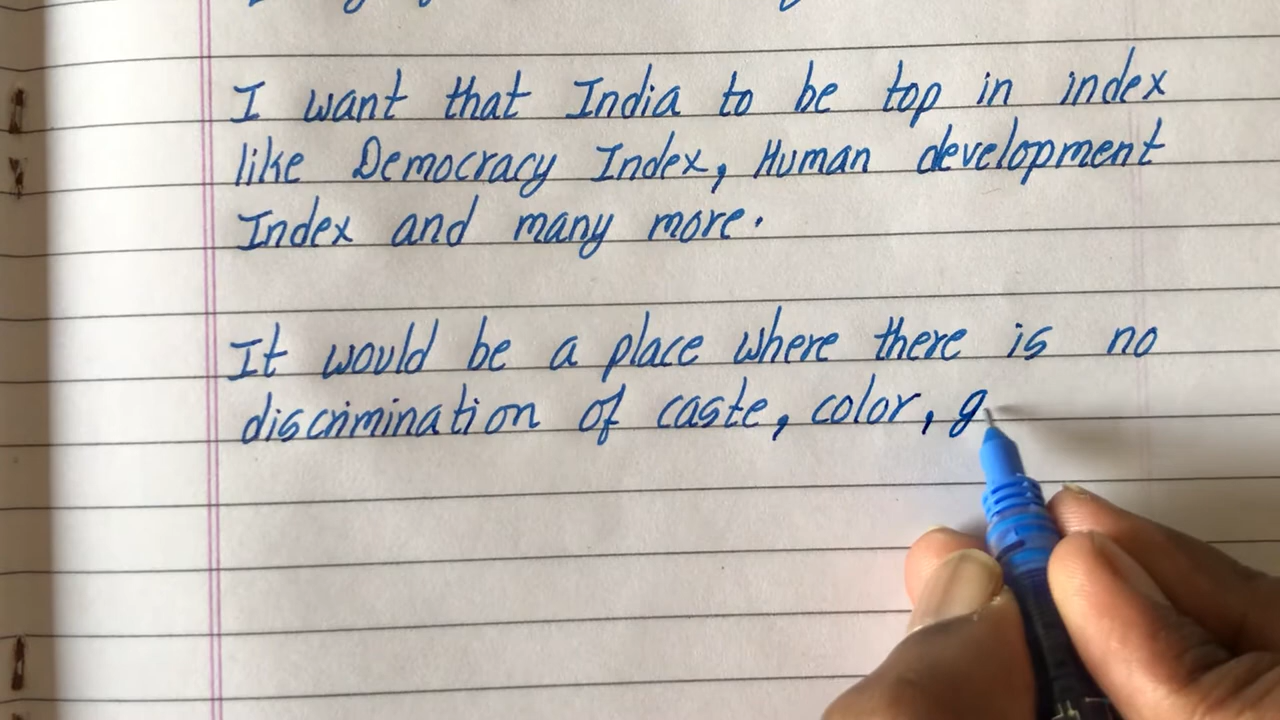 I want that India to be top in index
like Democracy Index, Human development
Index and many more.
It would be a place where there is no
discrimination of caste, color, g